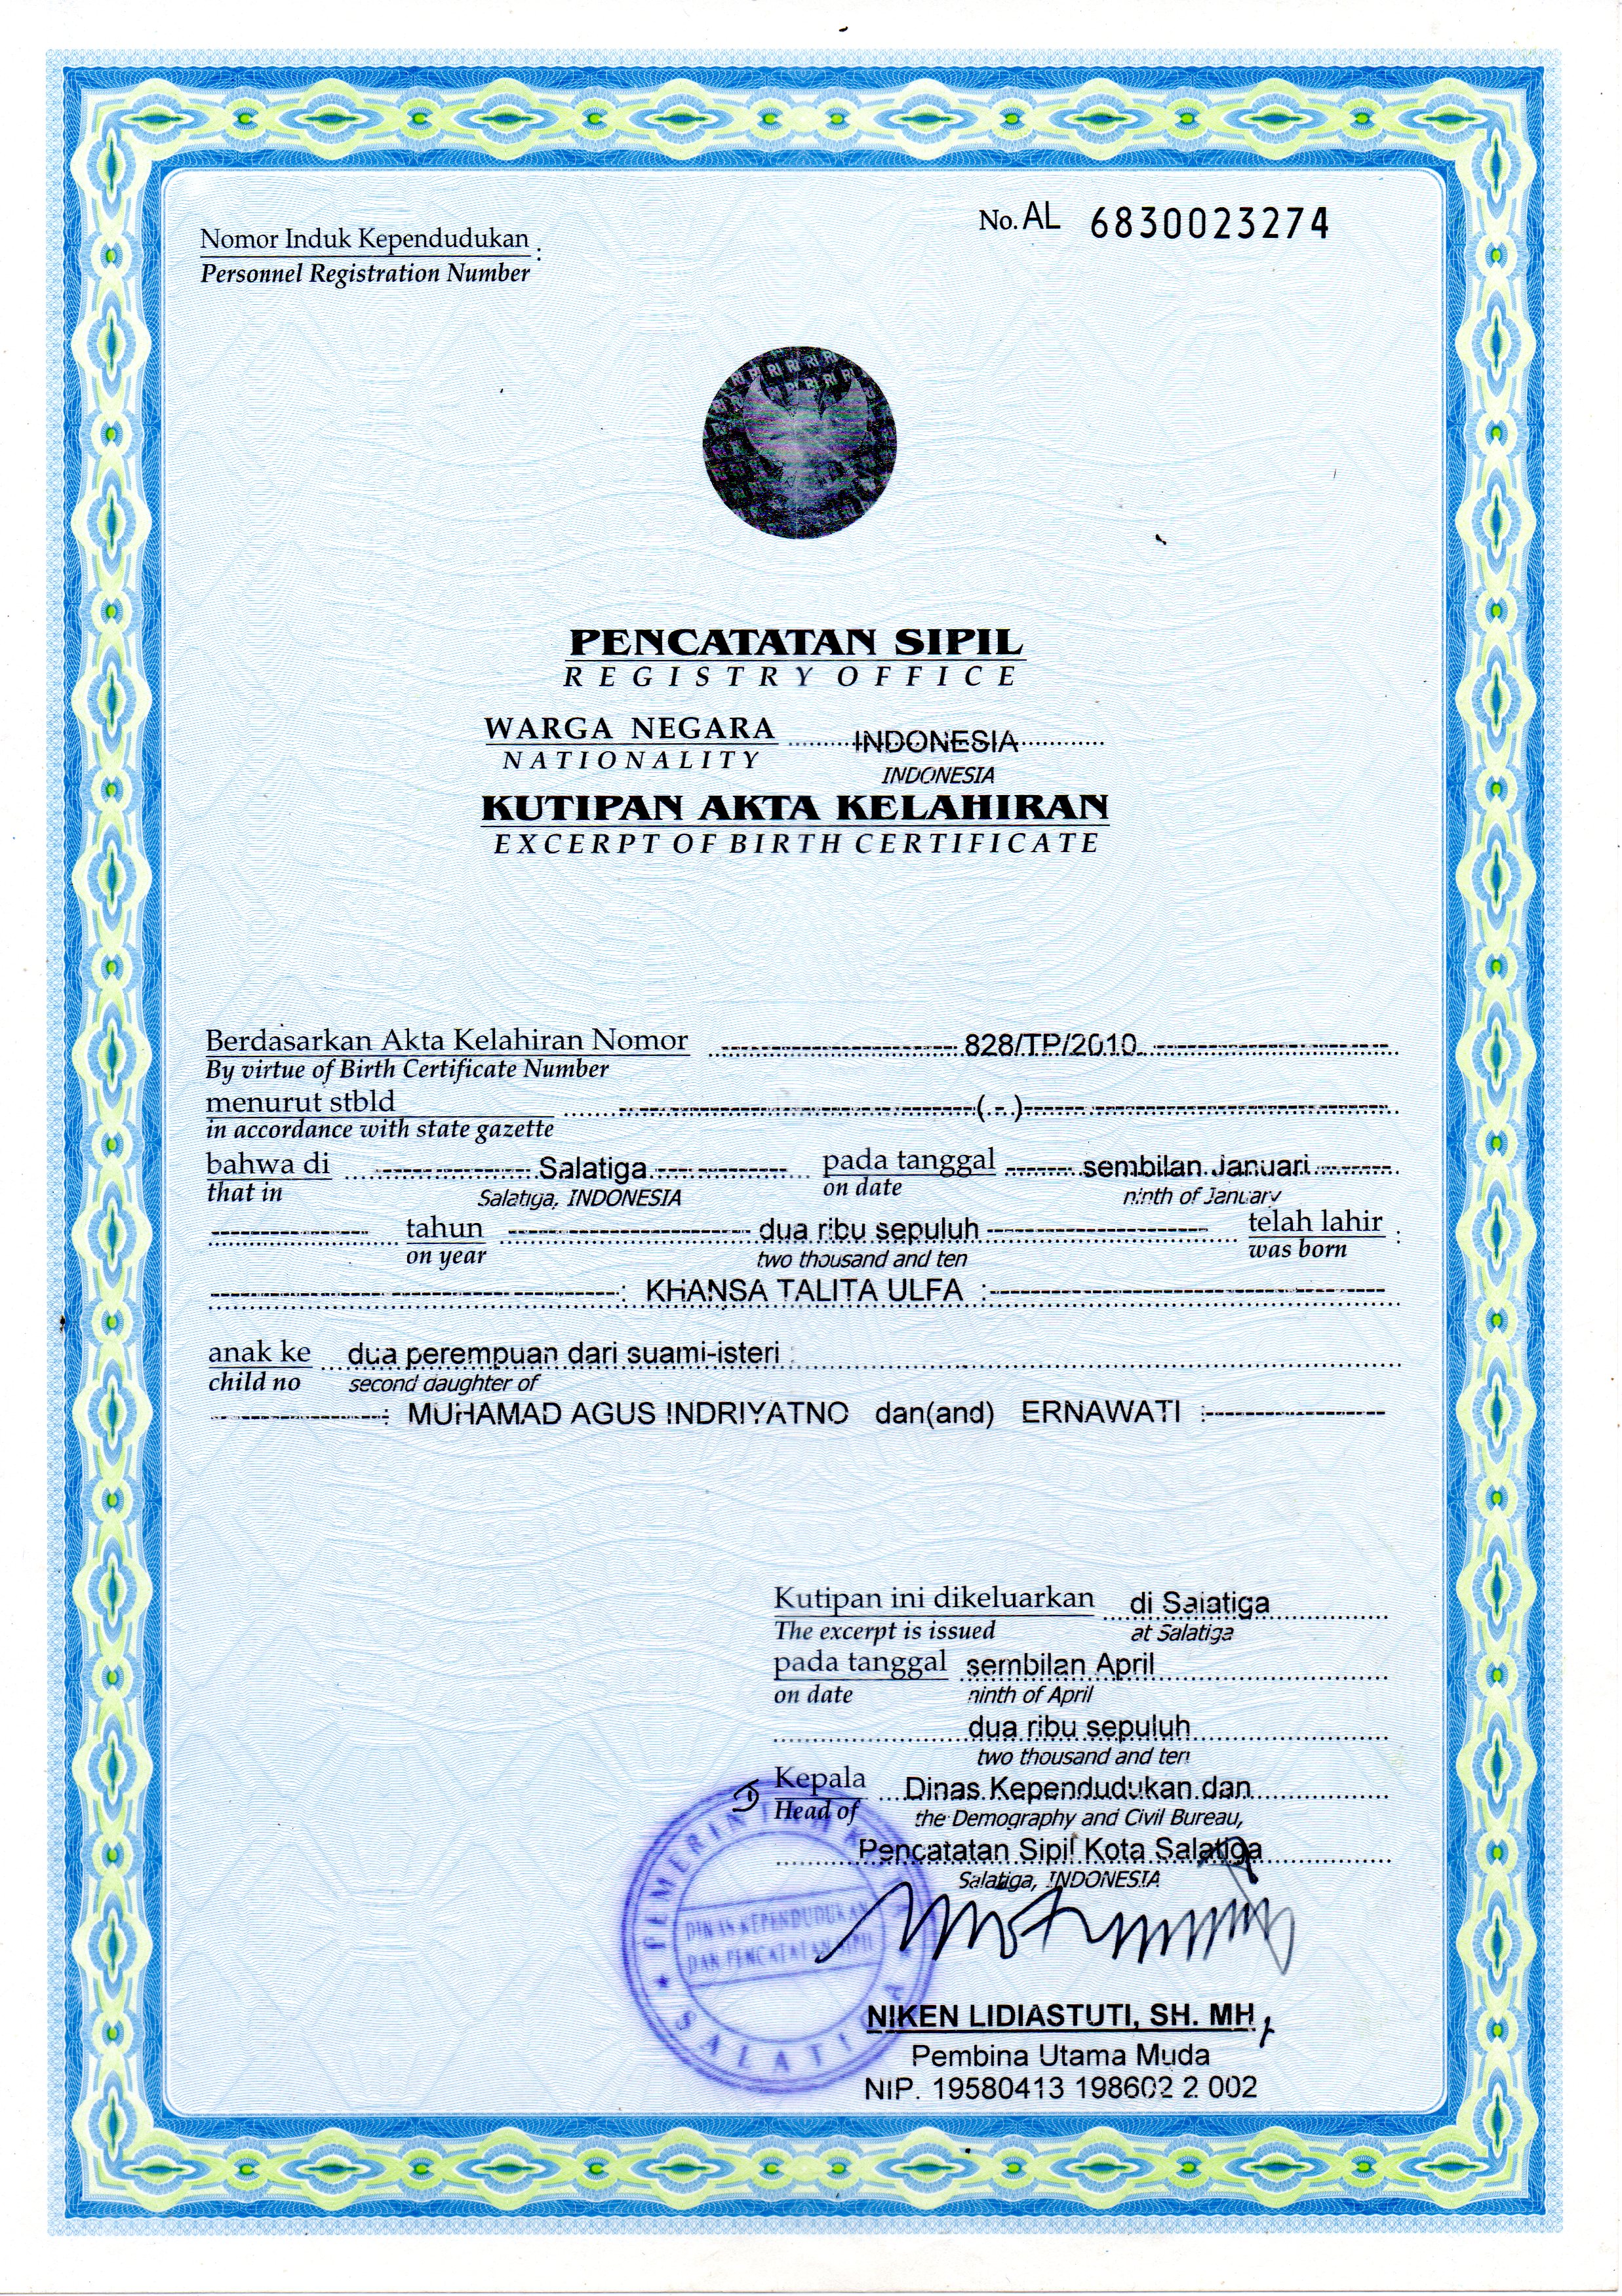 No. AL 6830023274
Nomor Induk Kependudukan :
Personnel Registration Number
PENCATATAN SIPIL
REGISTRY OFFICE
WARGA NEGARA INDONESIA
NATIONALITY INDONESIA
KUTIPAN AKTA KELAHIRAN
EXCERPT OF BIRTH CERTIFICATE
Berdasarkan Akta Kelahiran Nomor 828/TP/2010
By virtue of Birth Certificate Number
menurut stbld (.-.)
in accordance with state gazette
bahwa di Salatiga pada tanggal sembilan Januari
that in Salatiga, INDONESIA on date ninth of January
tahun dua ribu sepuluh telah lahir :
on year two thousand and ten was born
: KHANSA TALITA ULFA :
anak ke dua perempuan dari suami-isteri
child no second daughter of
: MUHAMAD AGUS INDRIYATNO dan(and) ERNAWATI :
Kutipan ini dikeluarkan di Salatiga
The excerpt is issued at Salatiga
pada tanggal sembilan April
on date ninth of April
dua ribu sepuluh
two thousand and ten
Kepala Dinas Kependudukan dan
Head of the Demography and Civil Bureau,
Pencatatan Sipil Kota Salatiga
Salatiga, INDONESIA
DINAS KEPENDUDUKAN
DAN PENCATATAN SIPIL
SALATIGA
NIKEN LIDIASTUTI, SH. MH
Pembina Utama Muda
NIP. 19580413 198602 2 002